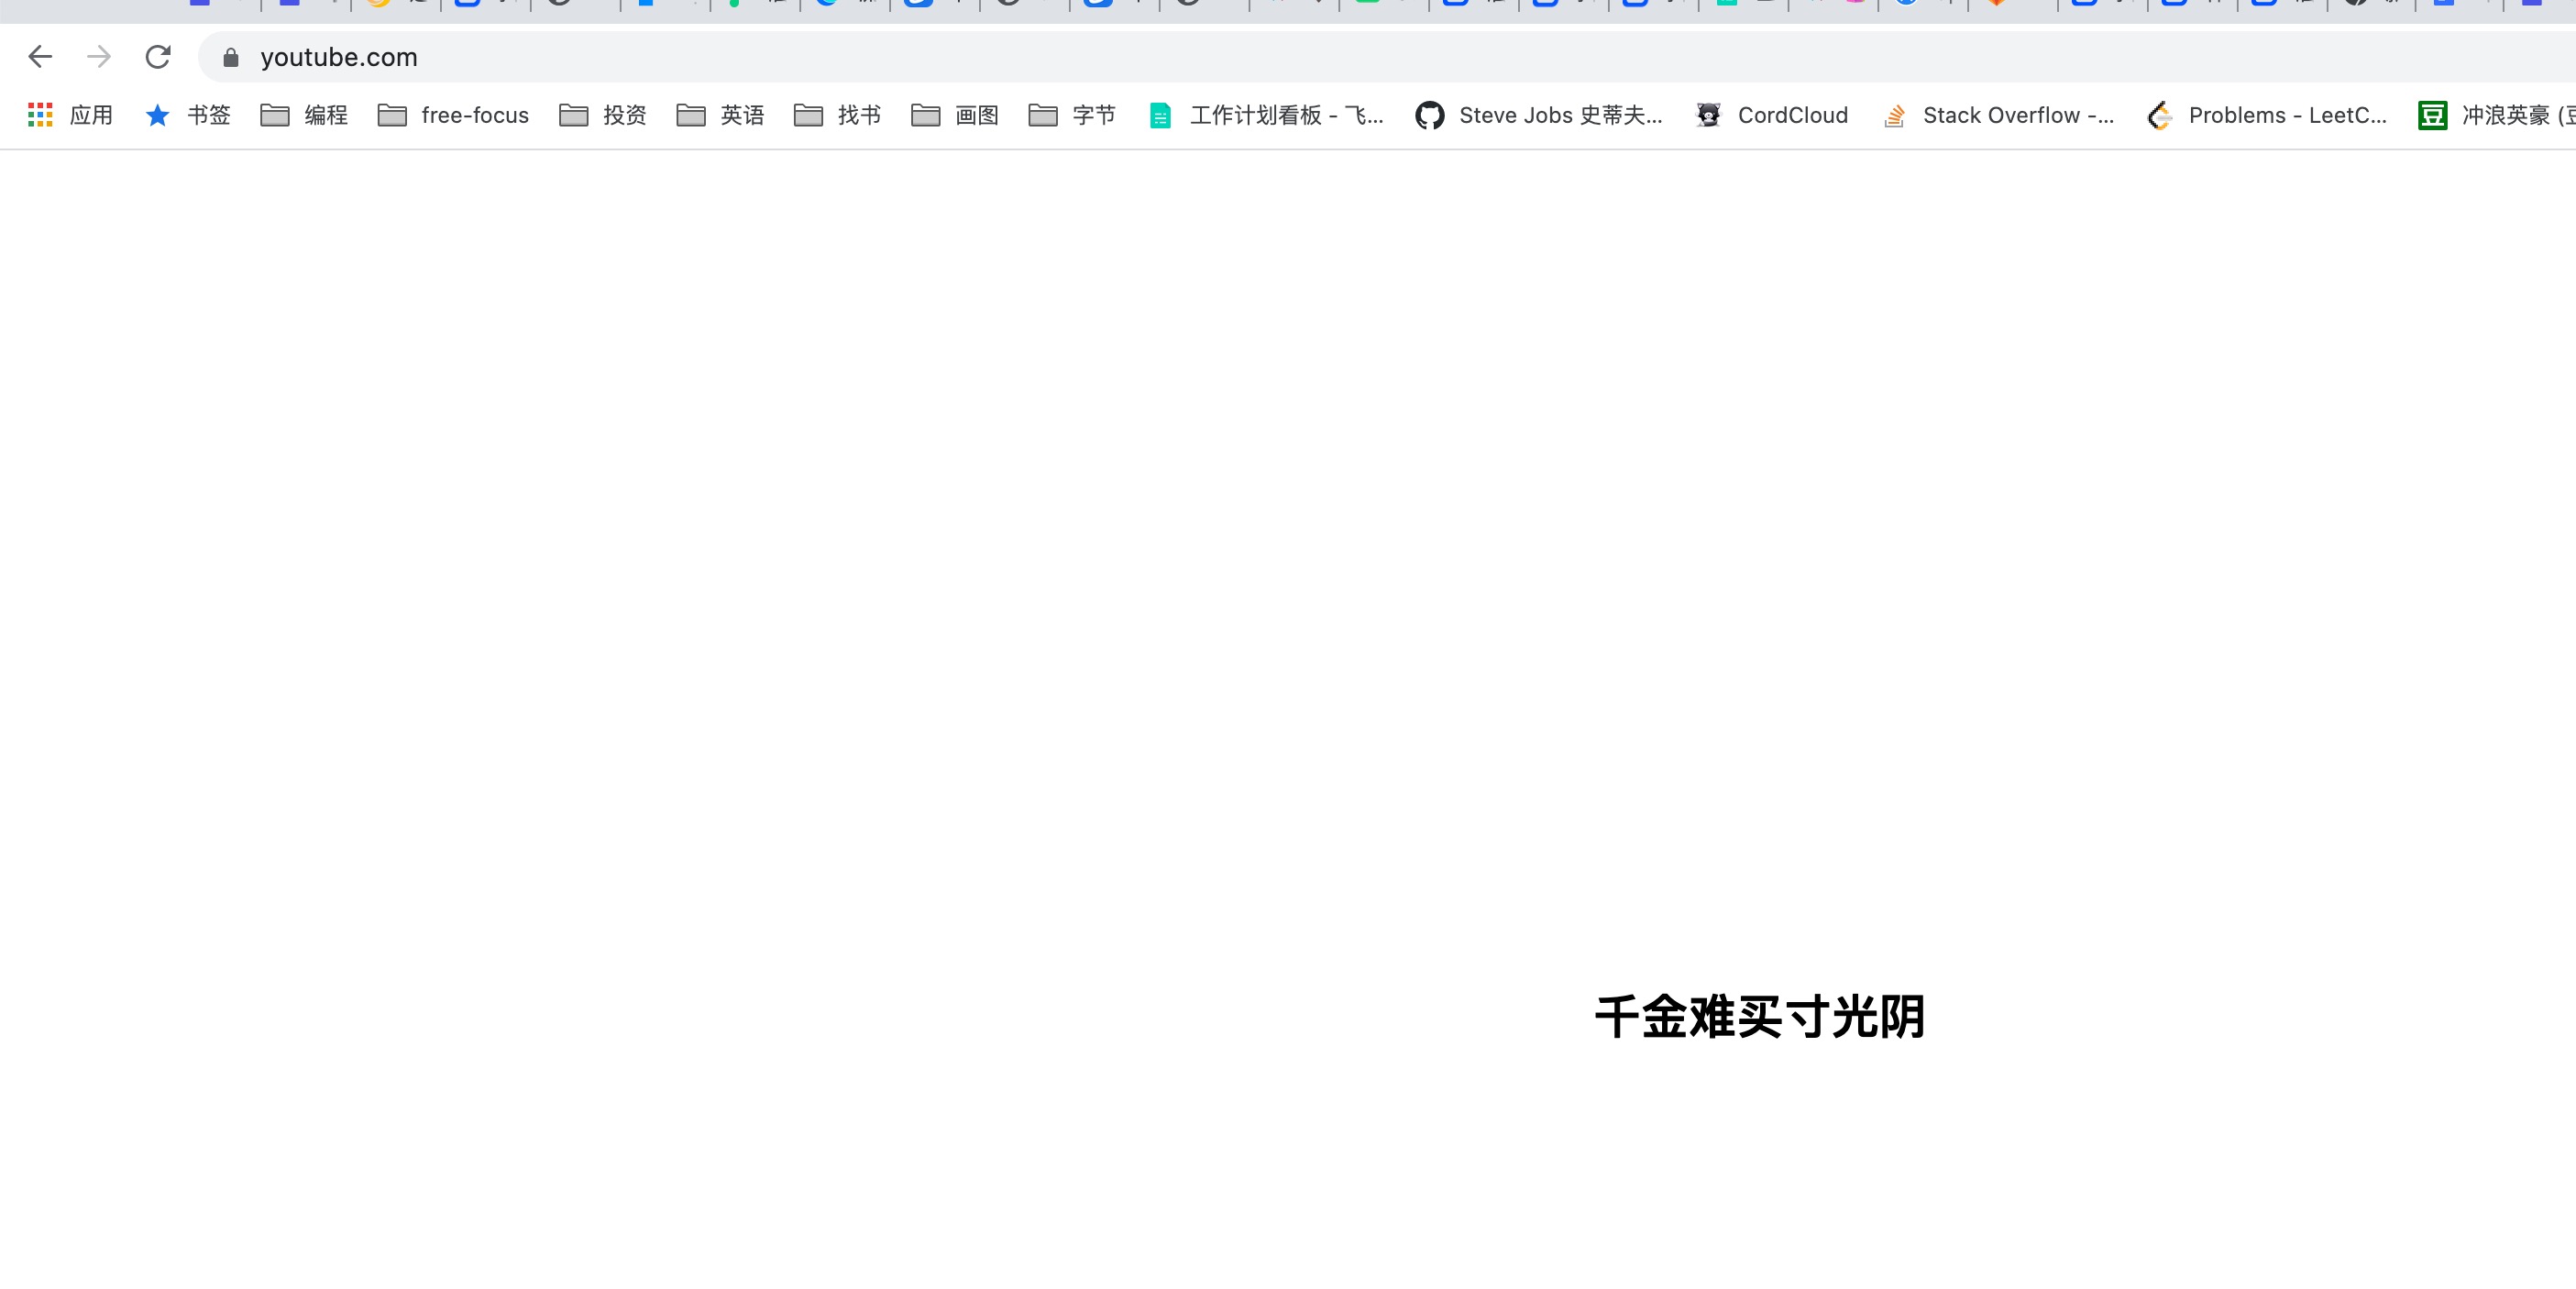 youtube.com
应用 书签 编程 free-focus 投资 英语 找书 画图 字节 工作计划看板 - 飞... Steve Jobs 史蒂夫... CordCloud Stack Overflow -... Problems - LeetC... 冲浪英豪 (豆
千金难买寸光阴